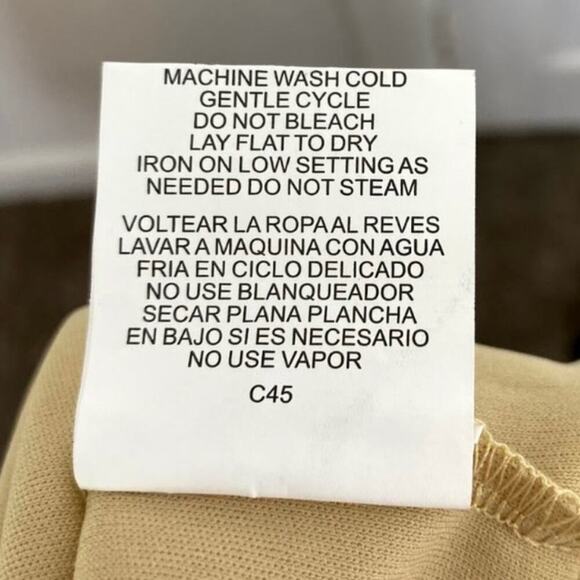 MACHINE WASH COLD
GENTLE CYCLE
DO NOT BLEACH
LAY FLAT TO DRY
IRON ON LOW SETTING AS
NEEDED DO NOT STEAM
VOLTEAR LA ROPA AL REVES
LAVAR A MAQUINA CON AGUA
FRIA EN CICLO DELICADO
NO USE BLANQUEADOR
SECAR PLANA PLANCHA
EN BAJO SI ES NECESARIO
NO USE VAPOR
C45